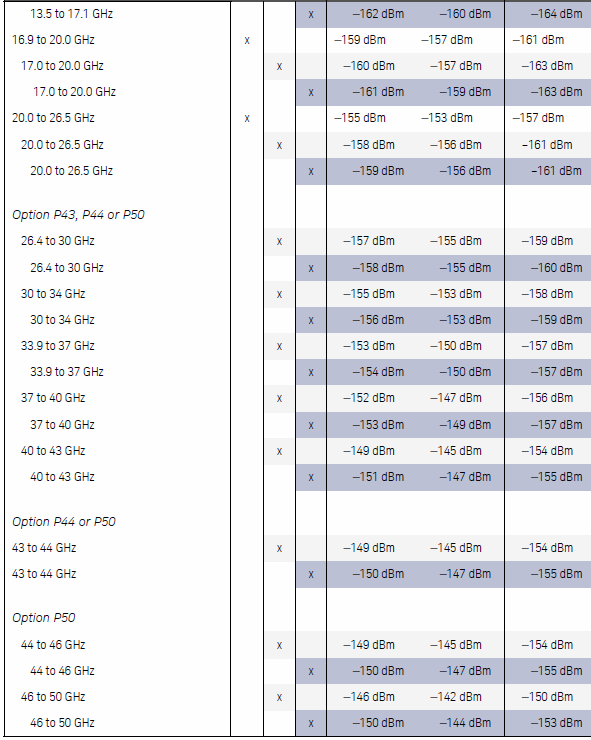 13.5 to 17.1 GHz x –162 dBm –160 dBm –164 dBm
16.9 to 20.0 GHz x –159 dBm –157 dBm –161 dBm
17.0 to 20.0 GHz x –160 dBm –157 dBm –163 dBm
17.0 to 20.0 GHz x –161 dBm –159 dBm –163 dBm
20.0 to 26.5 GHz x –155 dBm –153 dBm –157 dBm
20.0 to 26.5 GHz x –158 dBm –156 dBm -161 dBm
20.0 to 26.5 GHz x –159 dBm –156 dBm -161 dBm
Option P43, P44 or P50
26.4 to 30 GHz x –157 dBm –155 dBm –159 dBm
26.4 to 30 GHz x –158 dBm –155 dBm –160 dBm
30 to 34 GHz x –155 dBm –153 dBm –158 dBm
30 to 34 GHz x –156 dBm –153 dBm –159 dBm
33.9 to 37 GHz x –153 dBm –150 dBm –157 dBm
33.9 to 37 GHz x –154 dBm –150 dBm –157 dBm
37 to 40 GHz x –152 dBm –147 dBm –156 dBm
37 to 40 GHz x –153 dBm –149 dBm –157 dBm
40 to 43 GHz x –149 dBm –145 dBm –154 dBm
40 to 43 GHz x –151 dBm –147 dBm –155 dBm
Option P44 or P50
43 to 44 GHz x –149 dBm –145 dBm –154 dBm
43 to 44 GHz x –150 dBm –147 dBm –155 dBm
Option P50
44 to 46 GHz x –149 dBm –145 dBm –154 dBm
44 to 46 GHz x –150 dBm –147 dBm –155 dBm
46 to 50 GHz x –146 dBm –142 dBm –150 dBm
46 to 50 GHz x –150 dBm –144 dBm –153 dBm